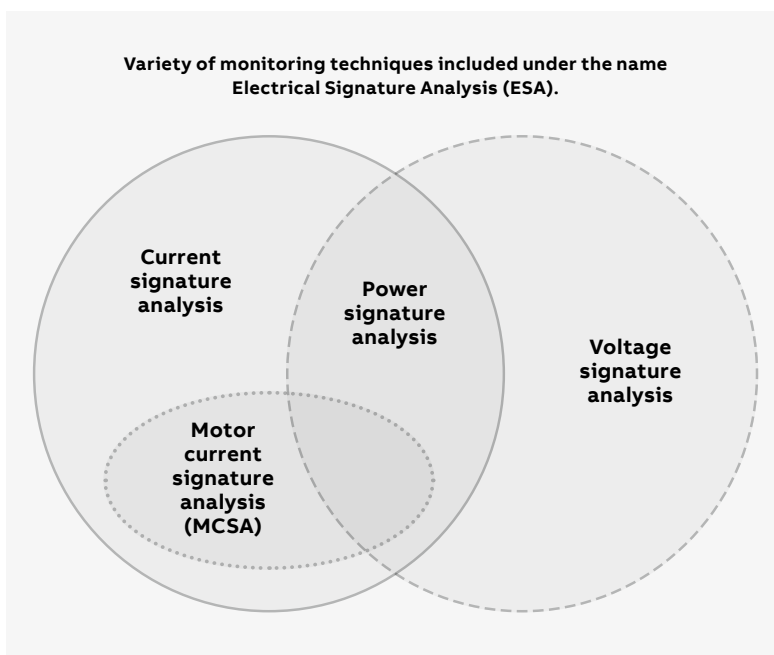 Variety of monitoring techniques included under the name
Electrical Signature Analysis (ESA).
Current
signature
analysis
Power
signature
analysis
Voltage
signature
analysis
Motor
current
signature
analysis
(MCSA)